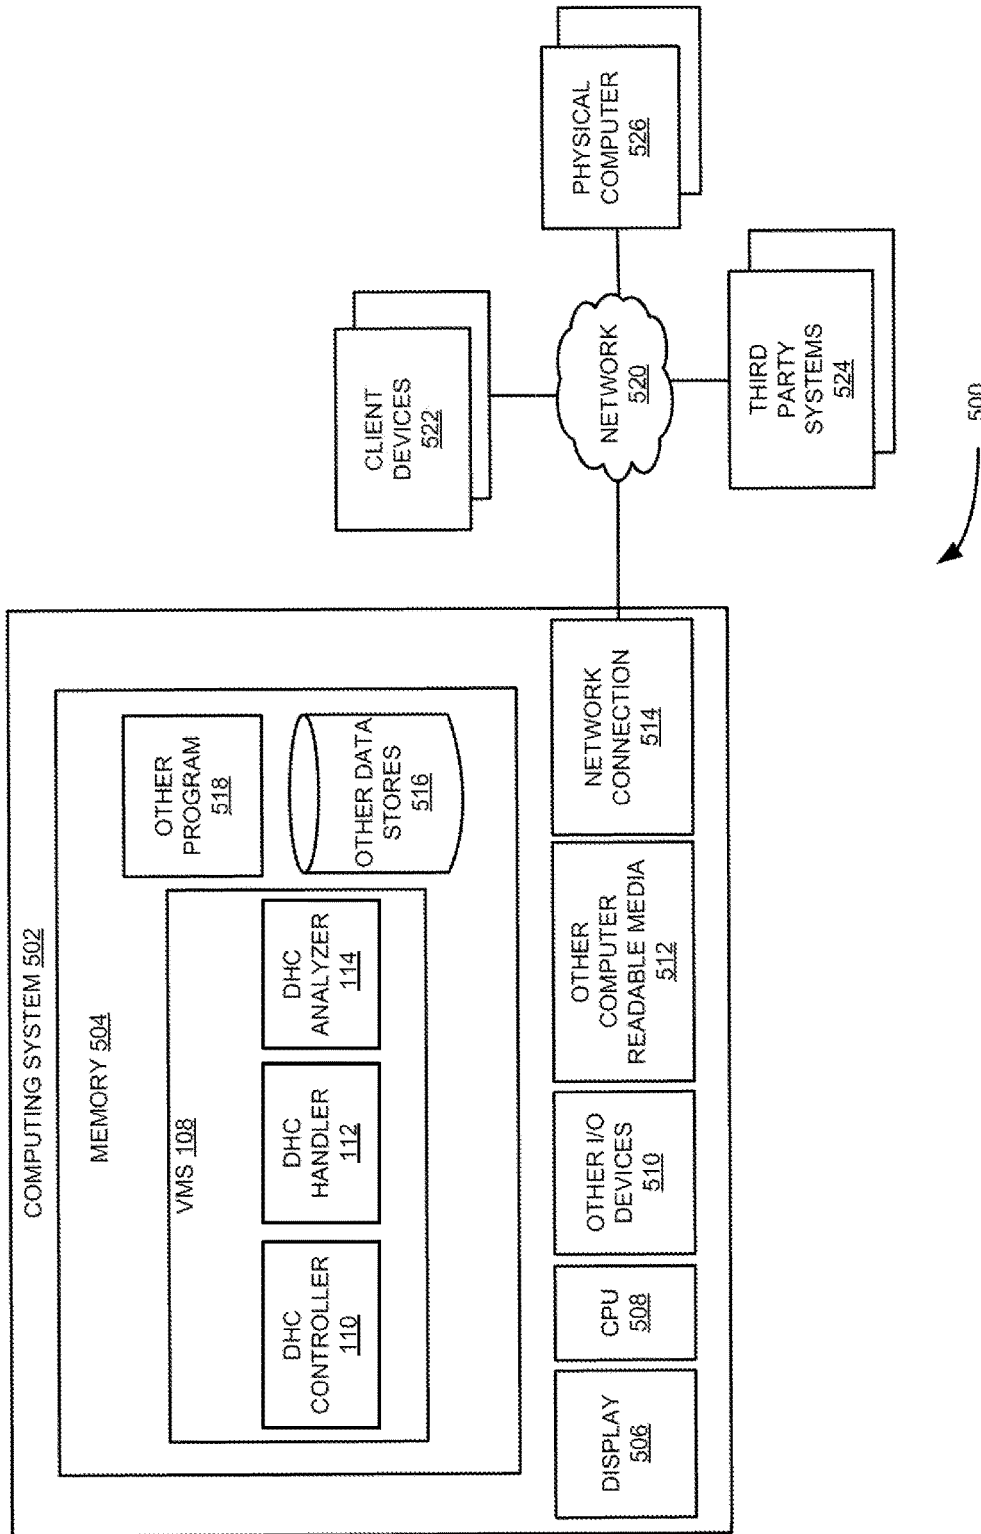 COMPUTING SYSTEM 502
MEMORY 504
VMS 108
DHC
CONTROLLER
110
DHC
HANDLER
112
DHC
ANALYZER
114
OTHER
PROGRAM
518
OTHER DATA
STORES
516
DISPLAY
506
CPU
508
OTHER I/O
DEVICES
510
OTHER
COMPUTER
READABLE MEDIA
512
NETWORK
CONNECTION
514
CLIENT
DEVICES
522
NETWORK
520
PHYSICAL
COMPUTER
526
THIRD
PARTY
SYSTEMS
524
500